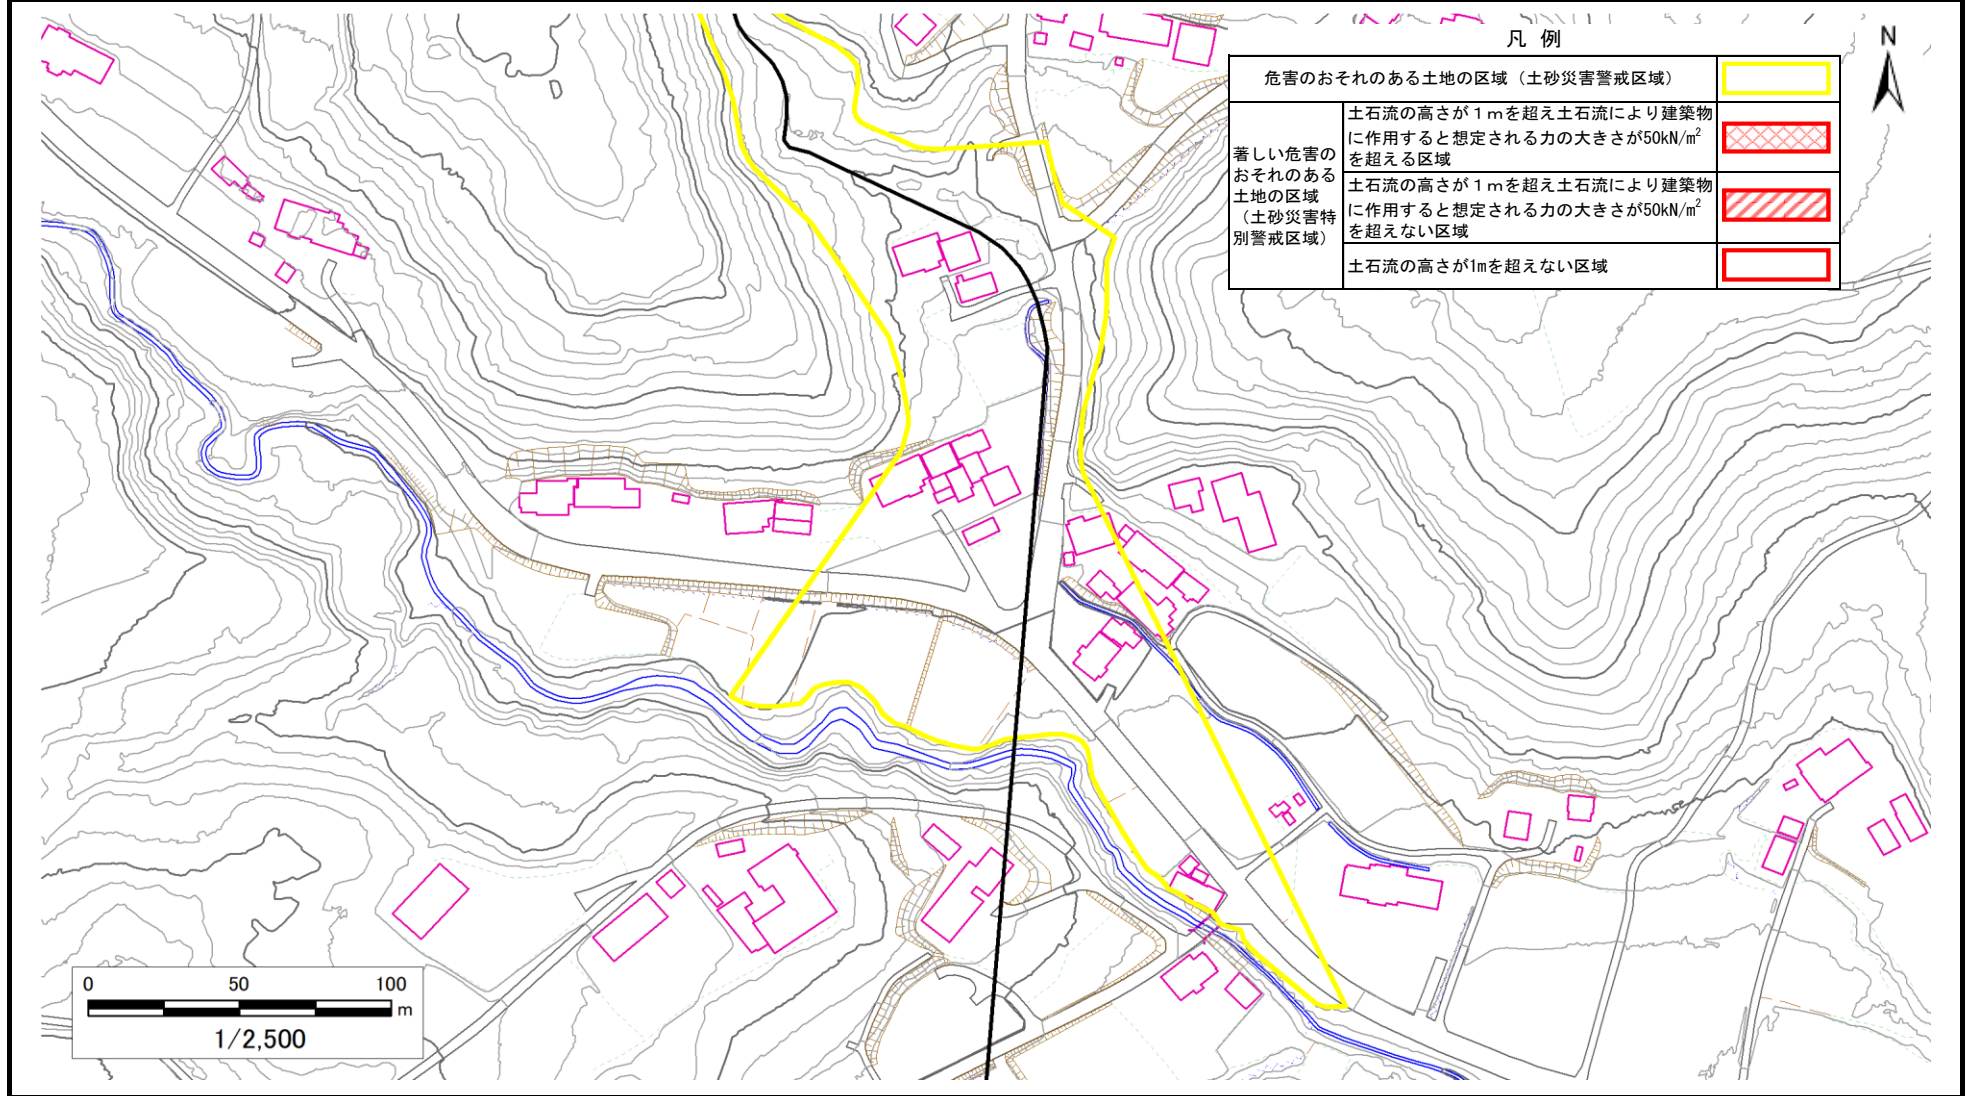 凡 例
N
危害のおそれのある土地の区域（土砂災害警戒区域）
著しい危害の
おそれのある
土地の区域
（土砂災害特
別警戒区域）
土石流の高さが１ｍを超え土石流により建築物
に作用すると想定される力の大きさが50kN/m²
を超える区域
土石流の高さが１ｍを超え土石流により建築物
に作用すると想定される力の大きさが50kN/m²
を超えない区域
土石流の高さが1mを超えない区域
0 50 100
m
1/2,500